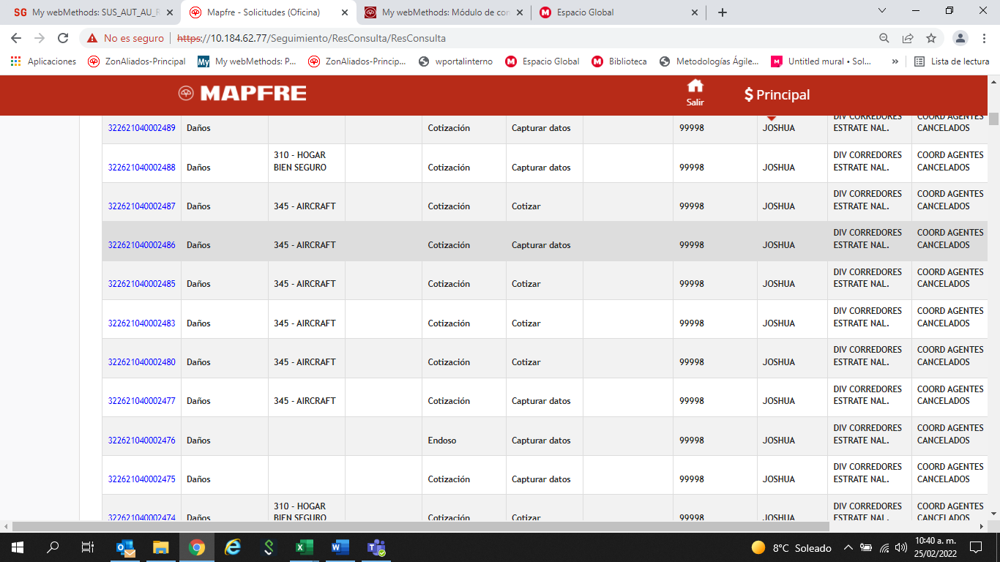 SG My webMethods: SUS_AUT_AU_R
Mapfre - Solicitudes (Oficina)
My webMethods: Módulo de con
Espacio Global
No es seguro https://10.184.62.77/Seguimiento/ResConsulta/ResConsulta
Aplicaciones
ZonAliados-Principal
My webMethods: P...
ZonAliados-Princip...
wportalinterno
Espacio Global
Biblioteca
Metodologías Ágile...
Untitled mural • Sol...
»
Lista de lectura
MAPFRE
Salir
$ Principal
DIV CORREDORES COORD AGENTES
322621040002489 Daños Cotización Capturar datos 99998 JOSHUA ESTRATE NAL. CANCELADOS
310 - HOGAR DIV CORREDORES COORD AGENTES
322621040002488 Daños BIEN SEGURO Cotización Capturar datos 99998 JOSHUA ESTRATE NAL. CANCELADOS
DIV CORREDORES COORD AGENTES
322621040002487 Daños 345 - AIRCRAFT Cotización Cotizar 99998 JOSHUA ESTRATE NAL. CANCELADOS
DIV CORREDORES COORD AGENTES
322621040002486 Daños 345 - AIRCRAFT Cotización Capturar datos 99998 JOSHUA ESTRATE NAL. CANCELADOS
DIV CORREDORES COORD AGENTES
322621040002485 Daños 345 - AIRCRAFT Cotización Cotizar 99998 JOSHUA ESTRATE NAL. CANCELADOS
DIV CORREDORES COORD AGENTES
322621040002483 Daños 345 - AIRCRAFT Cotización Cotizar 99998 JOSHUA ESTRATE NAL. CANCELADOS
DIV CORREDORES COORD AGENTES
322621040002480 Daños 345 - AIRCRAFT Cotización Cotizar 99998 JOSHUA ESTRATE NAL. CANCELADOS
DIV CORREDORES COORD AGENTES
322621040002477 Daños 345 - AIRCRAFT Cotización Capturar datos 99998 JOSHUA ESTRATE NAL. CANCELADOS
DIV CORREDORES COORD AGENTES
322621040002476 Daños Endoso Capturar datos 99998 JOSHUA ESTRATE NAL. CANCELADOS
DIV CORREDORES COORD AGENTES
322621040002475 Daños Cotización Capturar datos 99998 JOSHUA ESTRATE NAL. CANCELADOS
310 - HOGAR DIV CORREDORES COORD AGENTES
322621040002474 Daños BIEN SEGURO Cotización Cotizar 99998 JOSHUA ESTRATE NAL. CANCELADOS
8°C Soleado
10:40 a. m.
25/02/2022